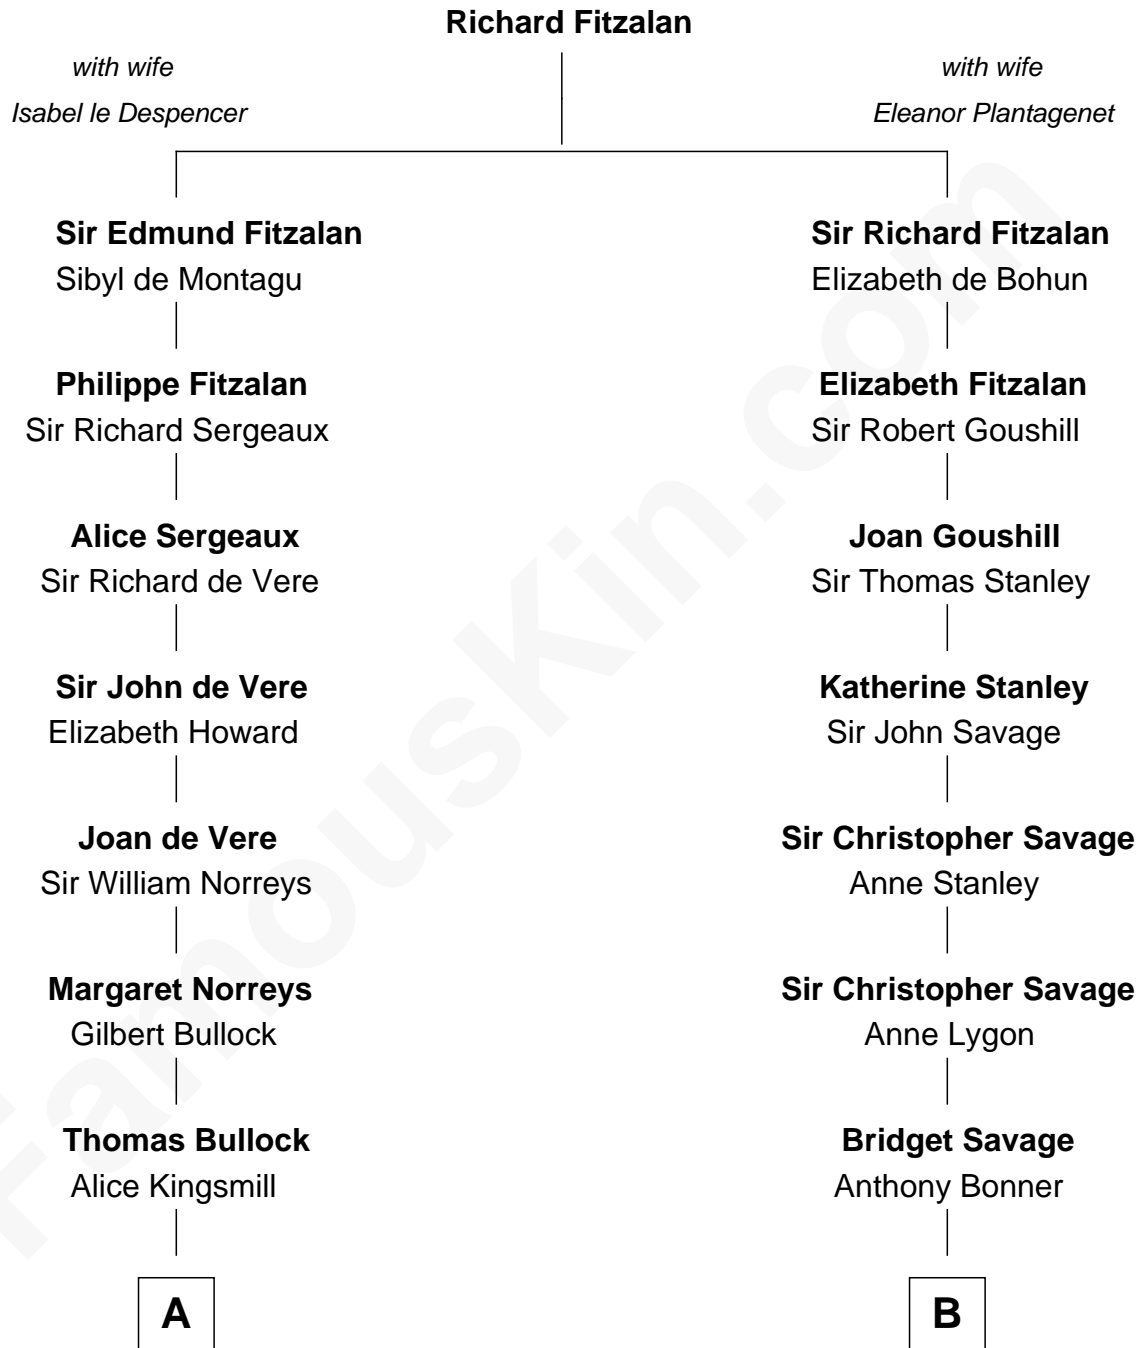 Richard Fitzalan
with wife
Isabel le Despencer
with wife
Eleanor Plantagenet
Sir Edmund Fitzalan
Sibyl de Montagu
Sir Richard Fitzalan
Elizabeth de Bohun
Philippe Fitzalan
Sir Richard Sergeaux
Elizabeth Fitzalan
Sir Robert Goushill
Alice Sergeaux
Sir Richard de Vere
Joan Goushill
Sir Thomas Stanley
Sir John de Vere
Elizabeth Howard
Katherine Stanley
Sir John Savage
Joan de Vere
Sir William Norreys
Sir Christopher Savage
Anne Stanley
Margaret Norreys
Gilbert Bullock
Sir Christopher Savage
Anne Lygon
Thomas Bullock
Alice Kingsmill
Bridget Savage
Anthony Bonner
A
B
FamousKin.com